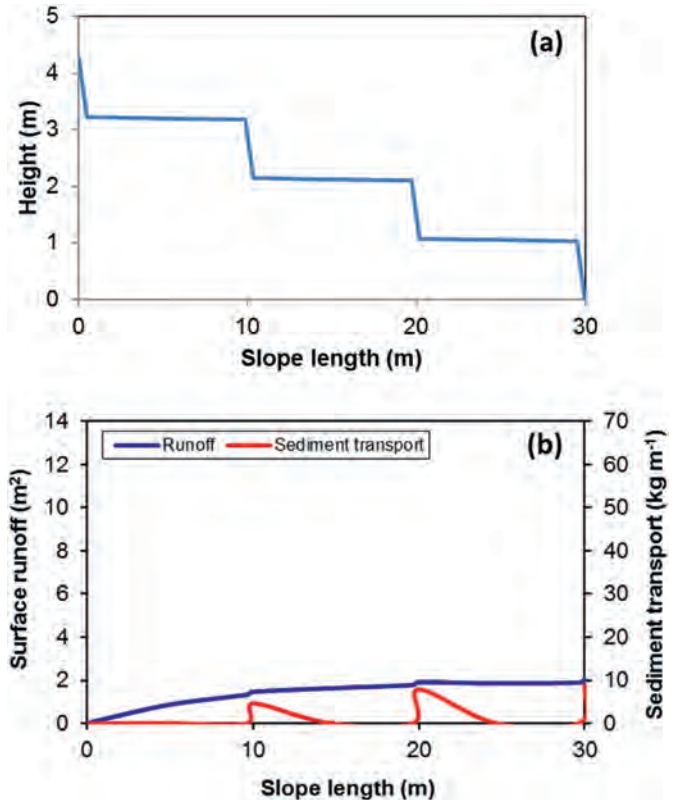 (a)
Height (m)
5
4
3
2
1
0
0 10 20 30
Slope length (m)
(b)
Runoff Sediment transport
Surface runoff (m²)
14
12
10
8
6
4
2
0
Sediment transport (kg m⁻¹)
70
60
50
40
30
20
10
0
0 10 20 30
Slope length (m)